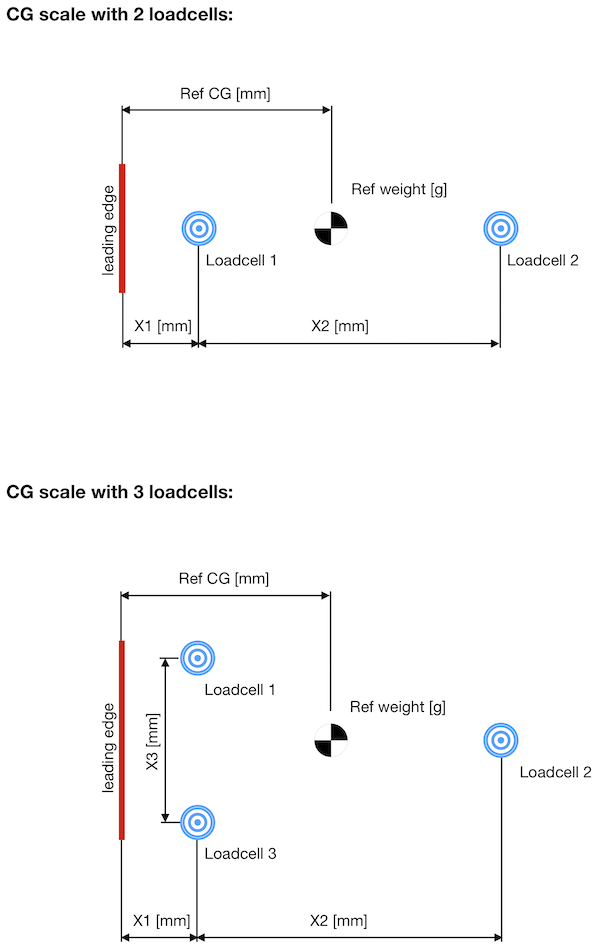 CG scale with 2 loadcells:
Ref CG [mm]
Ref weight [g]
leading edge
Loadcell 1
Loadcell 2
X1 [mm]
X2 [mm]
CG scale with 3 loadcells:
Ref CG [mm]
Loadcell 1
Ref weight [g]
leading edge
X3 [mm]
Loadcell 2
Loadcell 3
X1 [mm]
X2 [mm]